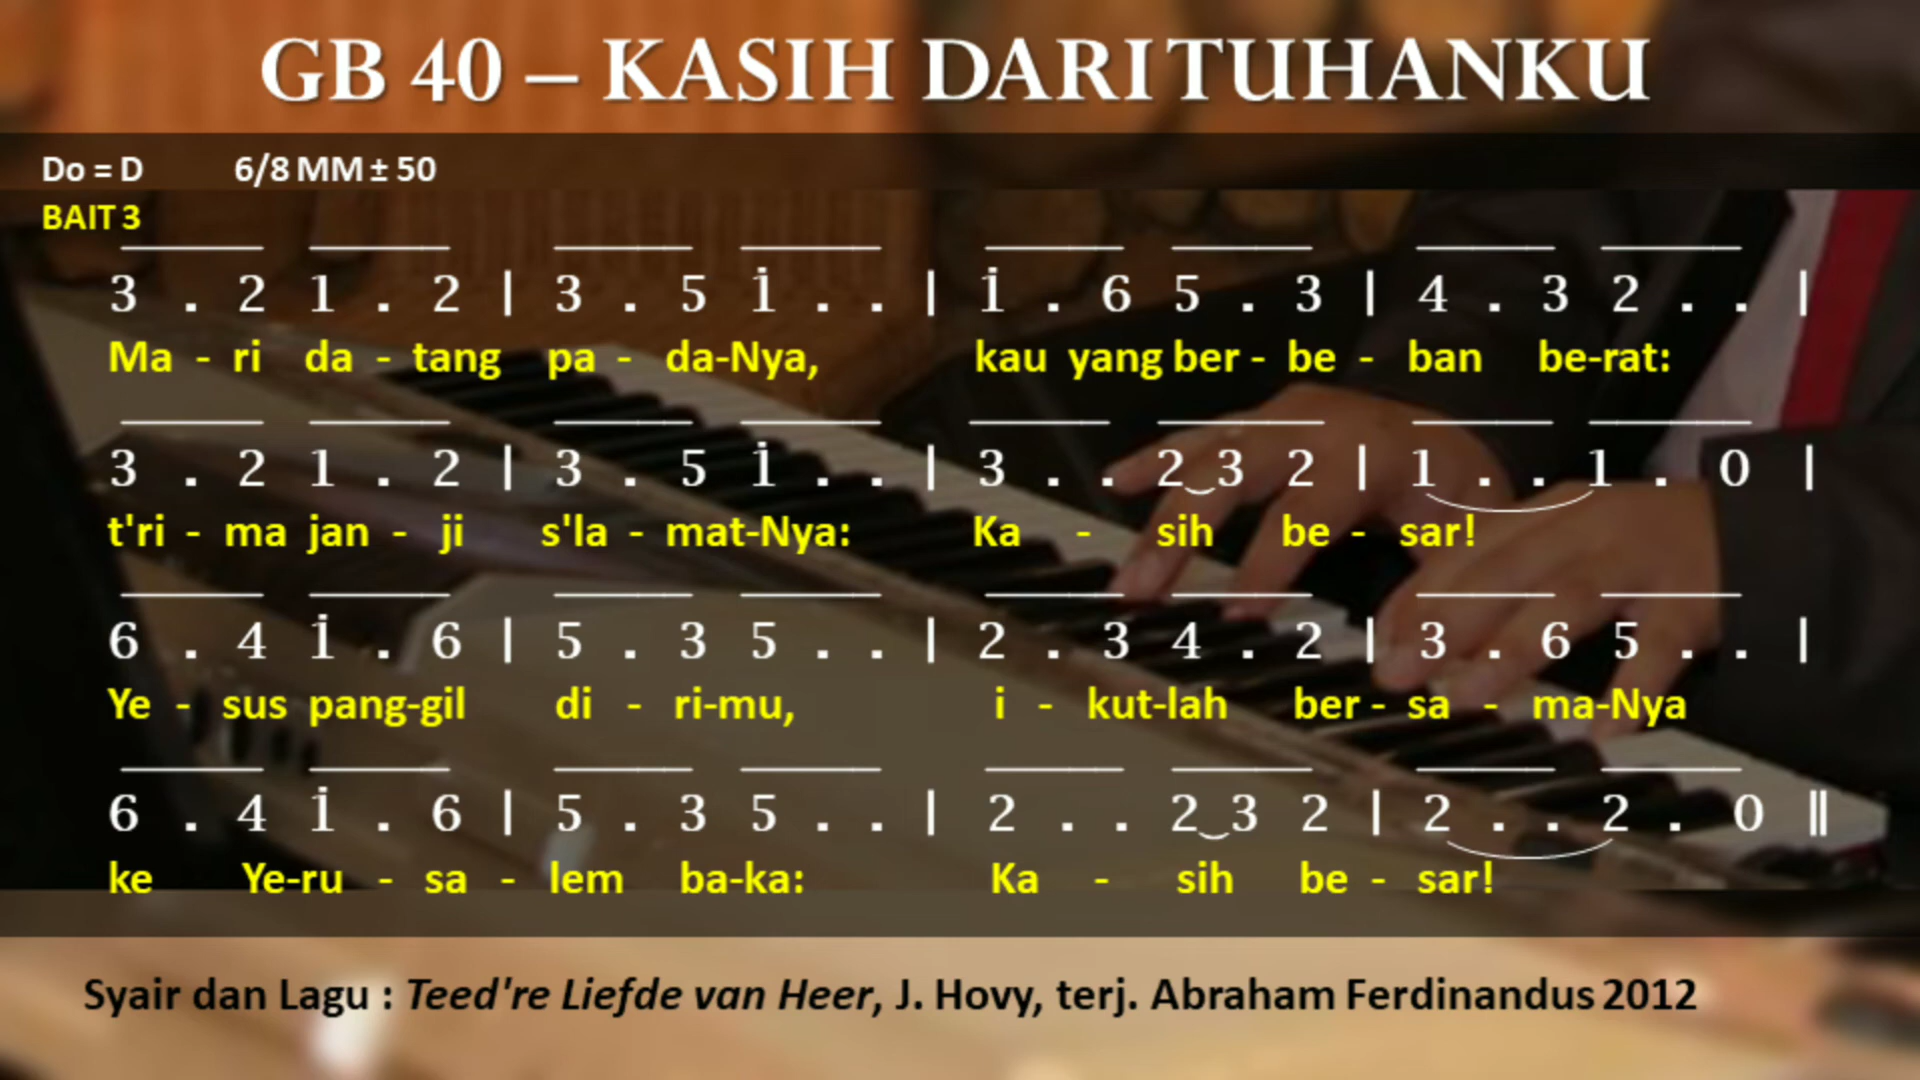 GB 40 – KASIH DARI TUHANKU
Do = D 6/8 MM ± 50
BAIT 3
3 . 2 1 . 2 | 3 . 5 i . . | i . 6 5 . 3 | 4 . 3 2 . . |
Ma - ri da - tang pa - da-Nya, kau yang ber - be - ban be-rat:
3 . 2 1 . 2 | 3 . 5 i . . | 3 . . 2 3 2 | 1 . . 1 . 0 |
t'ri - ma jan - ji s'la - mat-Nya: Ka - sih be - sar!
6 . 4 i . 6 | 5 . 3 5 . . | 2 . 3 4 . 2 | 3 . 6 5 . . |
Ye - sus pang-gil di - ri-mu, i - kut-lah ber - sa - ma-Nya
6 . 4 i . 6 | 5 . 3 5 . . | 2 . . 2 3 2 | 2 . . 2 . 0 ||
ke Ye-ru - sa - lem ba-ka: Ka - sih be - sar!
Syair dan Lagu : Teed're Liefde van Heer, J. Hovy, terj. Abraham Ferdinandus 2012